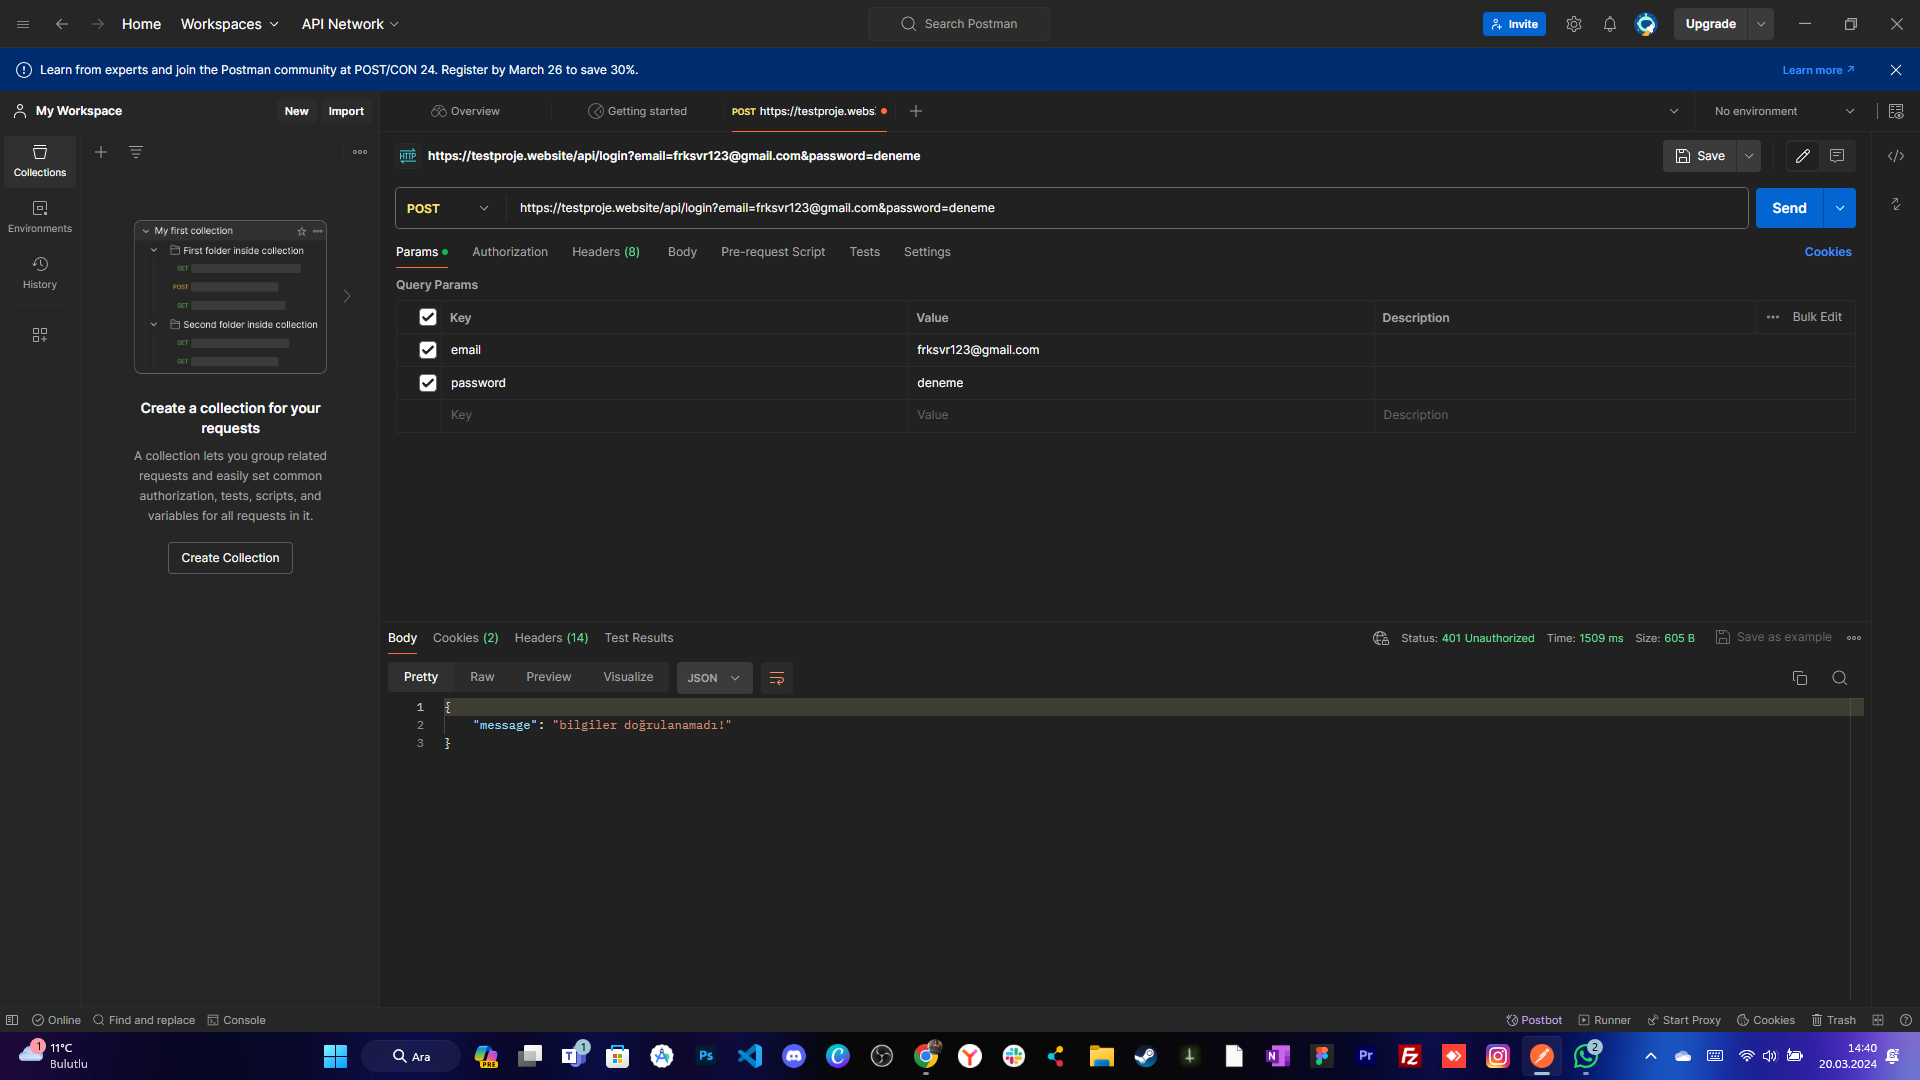 Home Workspaces API Network Search Postman Invite Upgrade
Learn from experts and join the Postman community at POST/CON 24. Register by March 26 to save 30%. Learn more
My Workspace New Import Overview Getting started POST https://testproje.webs No environment
https://testproje.website/api/login?email=frksvr123@gmail.com&password=deneme Save
POST https://testproje.website/api/login?email=frksvr123@gmail.com&password=deneme Send
Collections
Environments
History
My first collection
First folder inside collection
GET
POST
GET
Second folder inside collection
GET
GET
Create a collection for your
requests
A collection lets you group related
requests and easily set common
authorization, tests, scripts, and
variables for all requests in it.
Create Collection
Params Authorization Headers (8) Body Pre-request Script Tests Settings Cookies
Query Params
Key Value Description Bulk Edit
email frksvr123@gmail.com
password deneme
Key Value Description
Body Cookies (2) Headers (14) Test Results Status: 401 Unauthorized Time: 1509 ms Size: 605 B Save as example
Pretty Raw Preview Visualize JSON
1 {
2 "message": "bilgiler doğrulanamadı!"
3 }
Online Find and replace Console Postbot Runner Start Proxy Cookies Trash
1 11°C
Bulutlu
Ara
PRE
1
2
14:40
20.03.2024